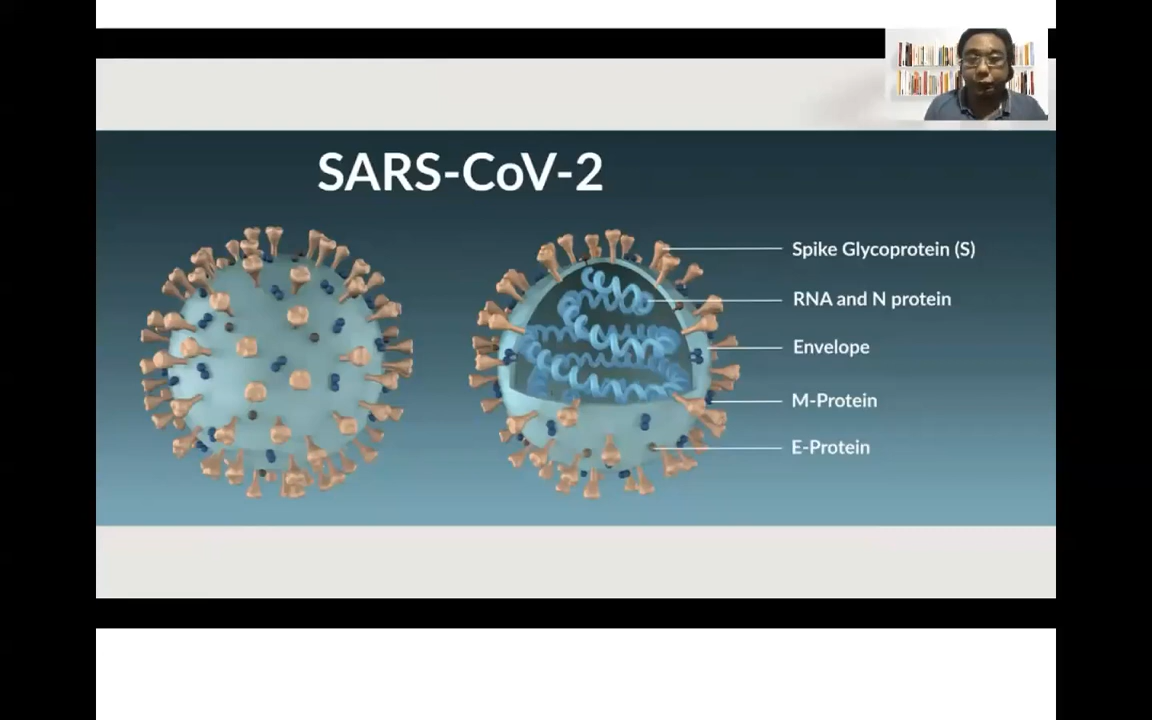 SARS-CoV-2
Spike Glycoprotein (S)
RNA and N protein
Envelope
M-Protein
E-Protein